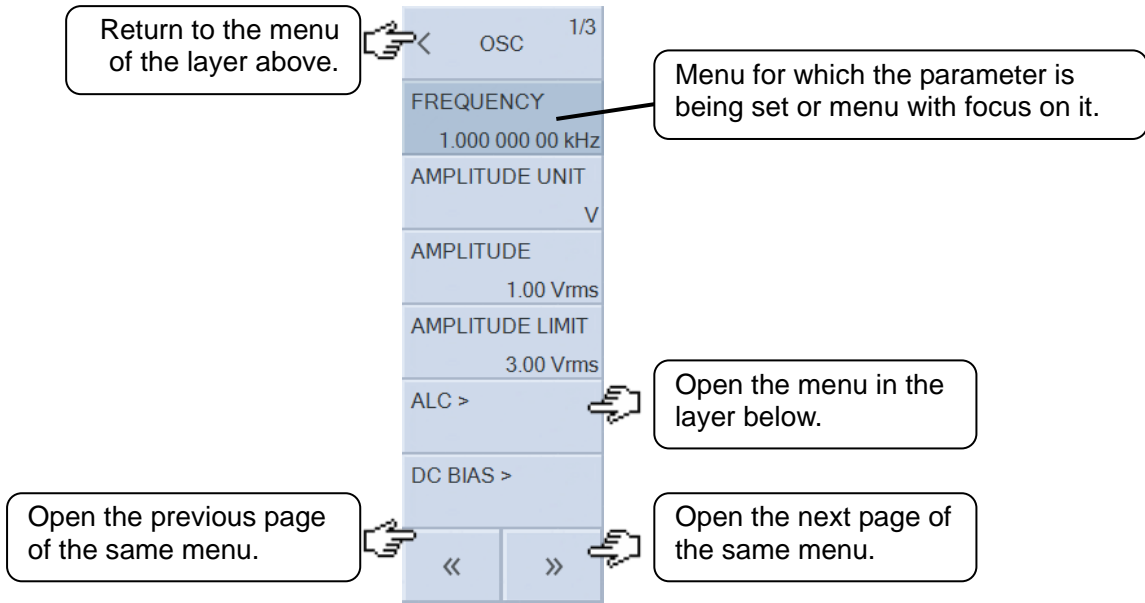 Return to the menu
of the layer above.
< OSC 1/3
FREQUENCY
1.000 000 00 kHz
Menu for which the parameter is
being set or menu with focus on it.
AMPLITUDE UNIT
V
AMPLITUDE
1.00 Vrms
AMPLITUDE LIMIT
3.00 Vrms
ALC >
Open the menu in the
layer below.
DC BIAS >
Open the previous page
of the same menu.
« »
Open the next page of
the same menu.